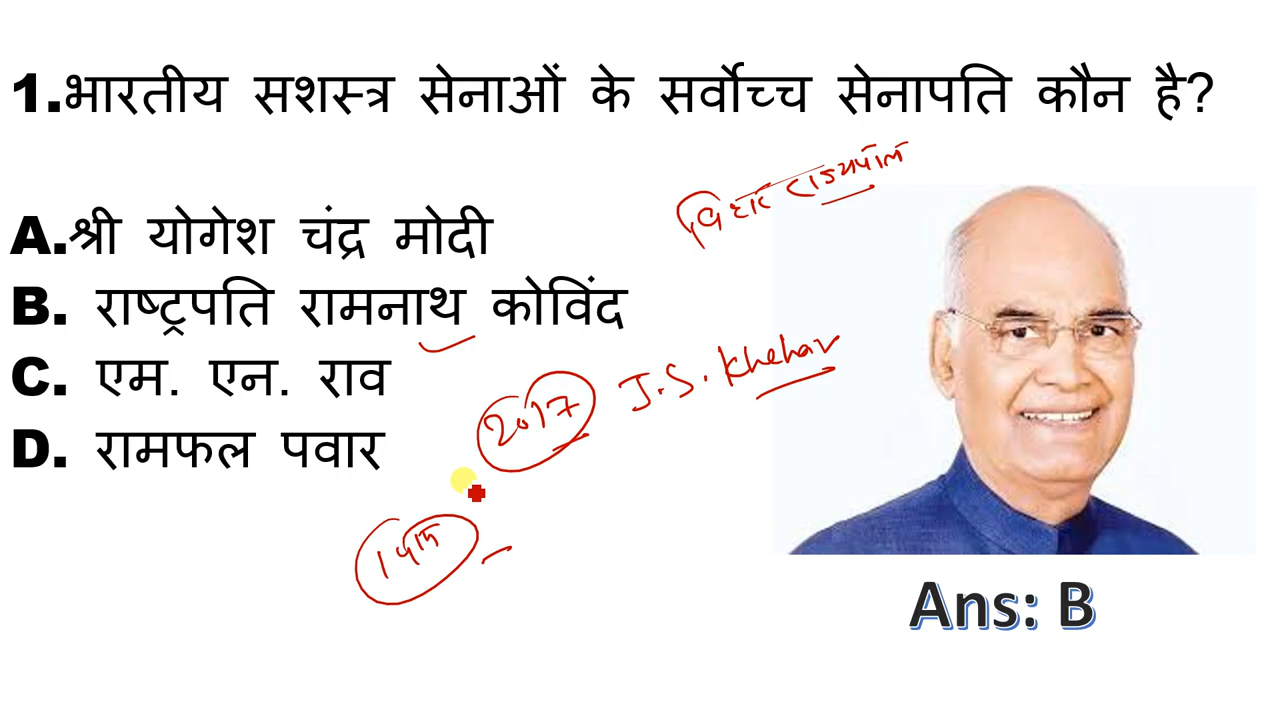 1.भारतीय सशस्त्र सेनाओं के सर्वोच्च सेनापति कौन है?
बिहार राज्यपाल
A.श्री योगेश चंद्र मोदी
B. राष्ट्रपति रामनाथ कोविंद
C. एम. एन. राव
2017 J.S. Khehar
D. रामफल पवार
Ans: B